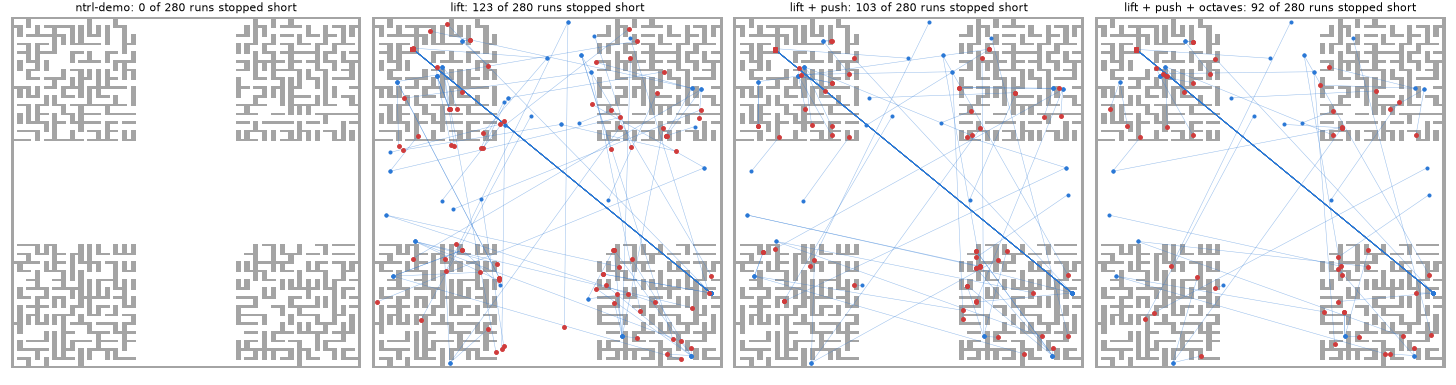 ntrl-demo: 0 of 280 runs stopped short
lift: 123 of 280 runs stopped short
lift + push: 103 of 280 runs stopped short
lift + push + octaves: 92 of 280 runs stopped short